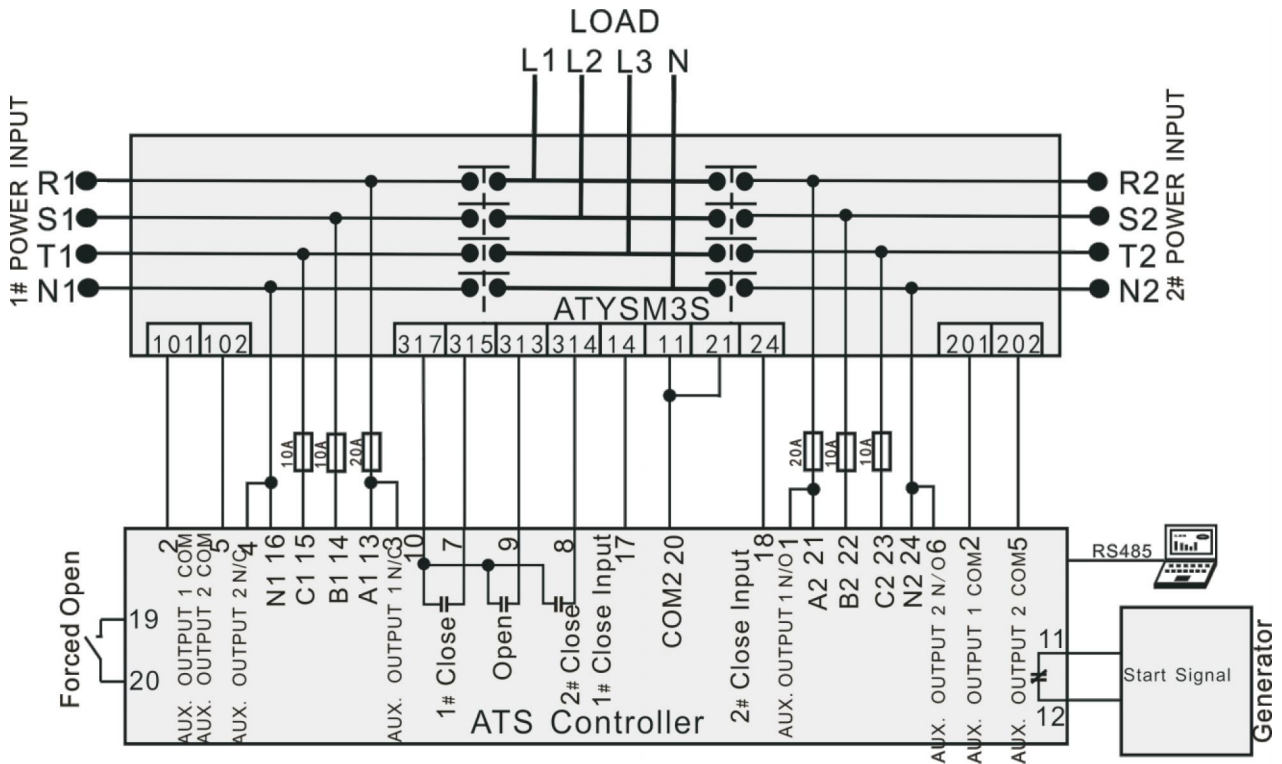 LOAD
L1 L2 L3 N
1# POWER INPUT
R1
S1
T1
N1
R2
S2
T2
N2
2# POWER INPUT
ATYSM3S
101 102
317 315 313 314 14 11 21 24
201 202
10A
10A
20A
20A
10A
10A
2
AUX. OUTPUT 1 COM
5
AUX. OUTPUT 2 COM
4
AUX. OUTPUT 2 N/C
N1 16
C1 15
B1 14
A1 13
3
AUX. OUTPUT 1 N/C
10
7
1# Close
9
Open
8
2# Close
17
1# Close Input
COM2 20
18
2# Close Input
1
AUX. OUTPUT 1 N/O
A2 21
B2 22
C2 23
N2 24
AUX. OUTPUT 2 N/O 6
AUX. OUTPUT 1 COM 2
AUX. OUTPUT 2 COM 5
Forced Open
19
20
ATS Controller
RS485
11
12
Start Signal
Generator